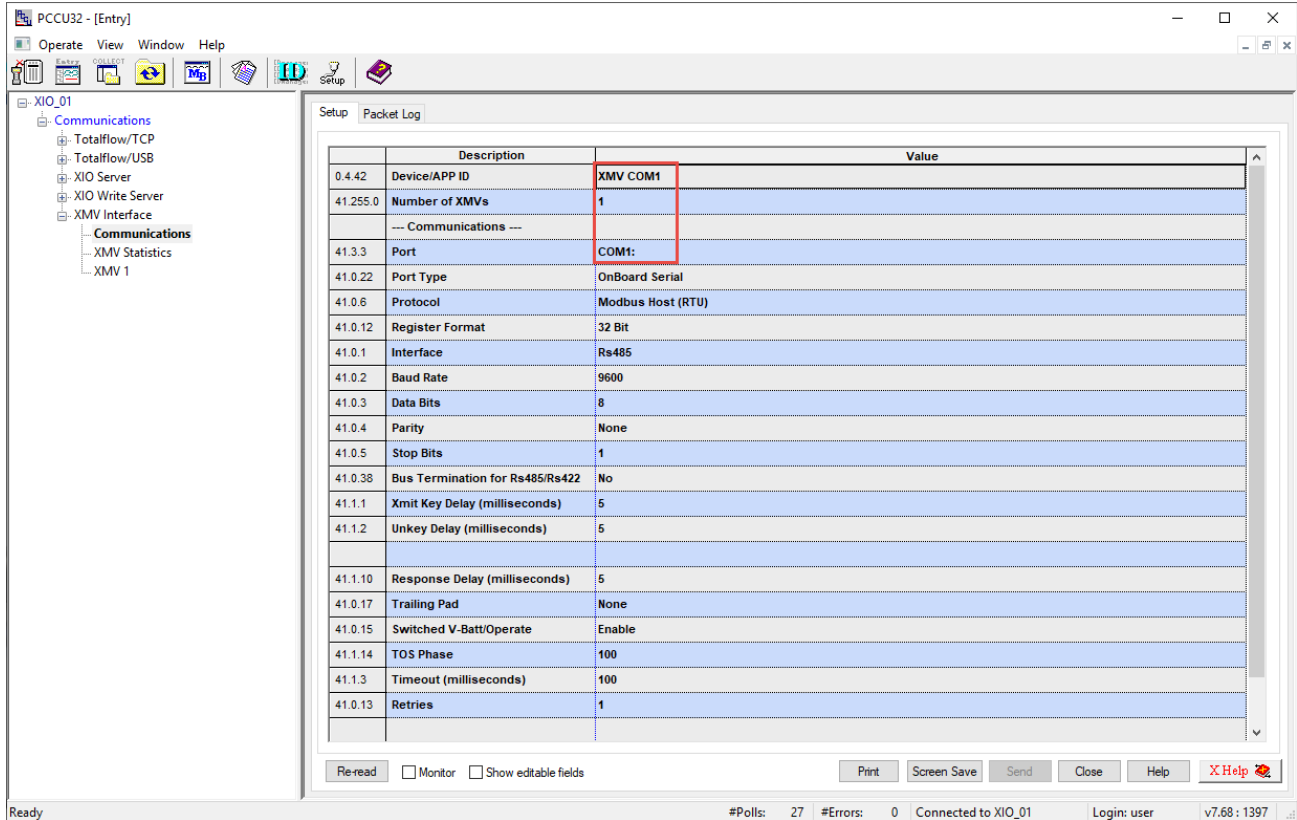 PCCU32 - [Entry]
Operate View Window Help
Entry COLLECT MB ID Setup
XIO_01
Communications
Totalflow/TCP
Totalflow/USB
XIO Server
XIO Write Server
XMV Interface
Communications
XMV Statistics
XMV 1
Setup Packet Log
Description Value
0.4.42 Device/APP ID XMV COM1
41.255.0 Number of XMVs 1
--- Communications ---
41.3.3 Port COM1:
41.0.22 Port Type OnBoard Serial
41.0.6 Protocol Modbus Host (RTU)
41.0.12 Register Format 32 Bit
41.0.1 Interface Rs485
41.0.2 Baud Rate 9600
41.0.3 Data Bits 8
41.0.4 Parity None
41.0.5 Stop Bits 1
41.0.38 Bus Termination for Rs485/Rs422 No
41.1.1 Xmit Key Delay (milliseconds) 5
41.1.2 Unkey Delay (milliseconds) 5
41.1.10 Response Delay (milliseconds) 5
41.0.17 Trailing Pad None
41.0.15 Switched V-Batt/Operate Enable
41.1.14 TOS Phase 100
41.1.3 Timeout (milliseconds) 100
41.0.13 Retries 1
Re-read Monitor Show editable fields Print Screen Save Send Close Help X Help
Ready #Polls: 27 #Errors: 0 Connected to XIO_01 Login: user v7.68 : 1397